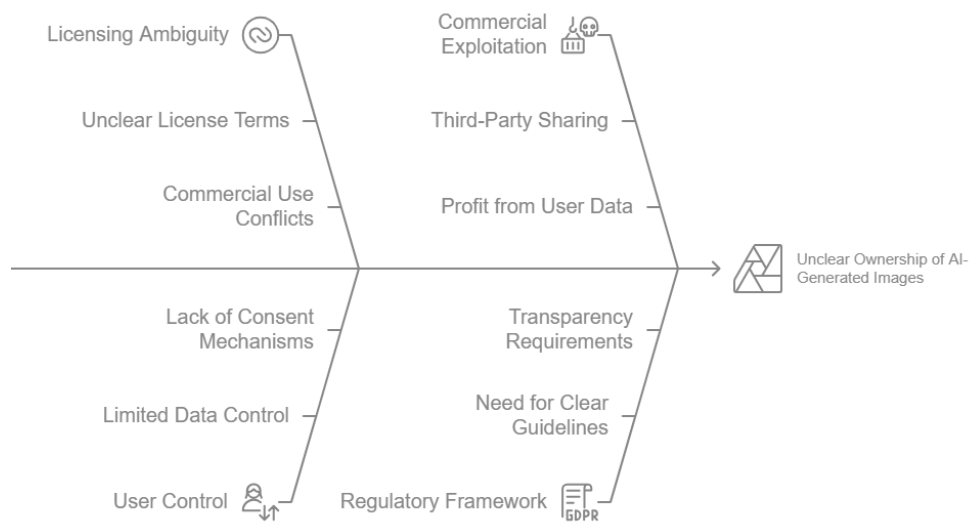 Licensing Ambiguity
Commercial
Exploitation
Unclear License Terms
Third-Party Sharing
Commercial Use
Conflicts
Profit from User Data
Unclear Ownership of AI-
Generated Images
Lack of Consent
Mechanisms
Transparency
Requirements
Limited Data Control
Need for Clear
Guidelines
User Control
Regulatory Framework
GDPR